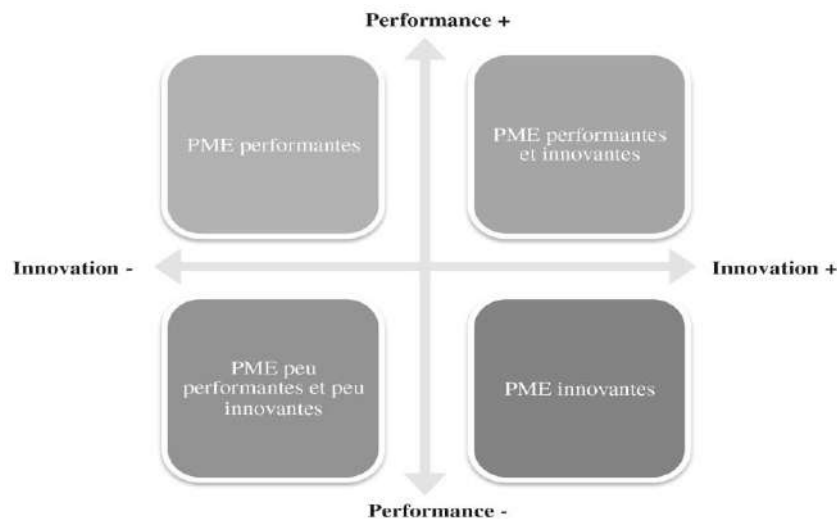 Performance +
PME performantes
PME performantes
et innovantes
Innovation -
Innovation +
PME peu
performantes et peu
innovantes
PME innovantes
Performance -